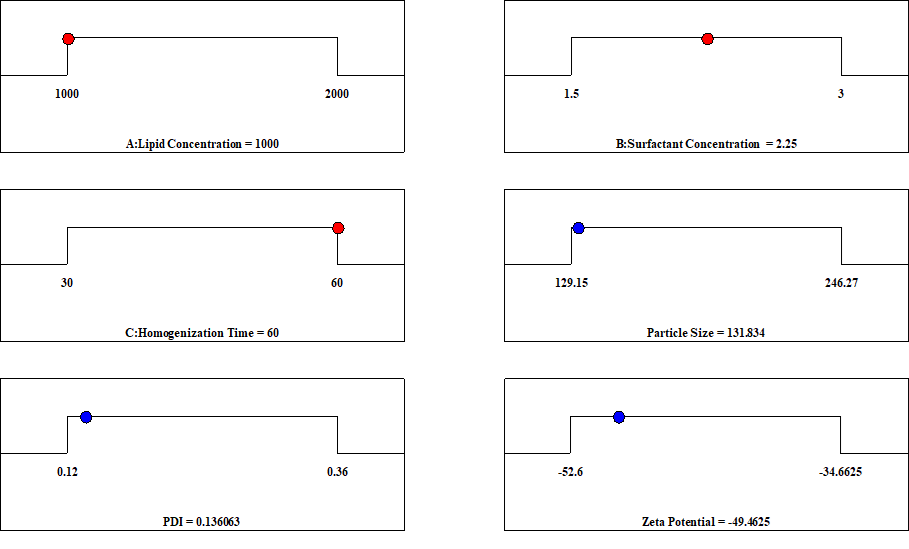 1000 2000
A:Lipid Concentration = 1000
1.5 3
B:Surfactant Concentration = 2.25
30 60
C:Homogenization Time = 60
129.15 246.27
Particle Size = 131.834
0.12 0.36
PDI = 0.136063
-52.6 -34.6625
Zeta Potential = -49.4625